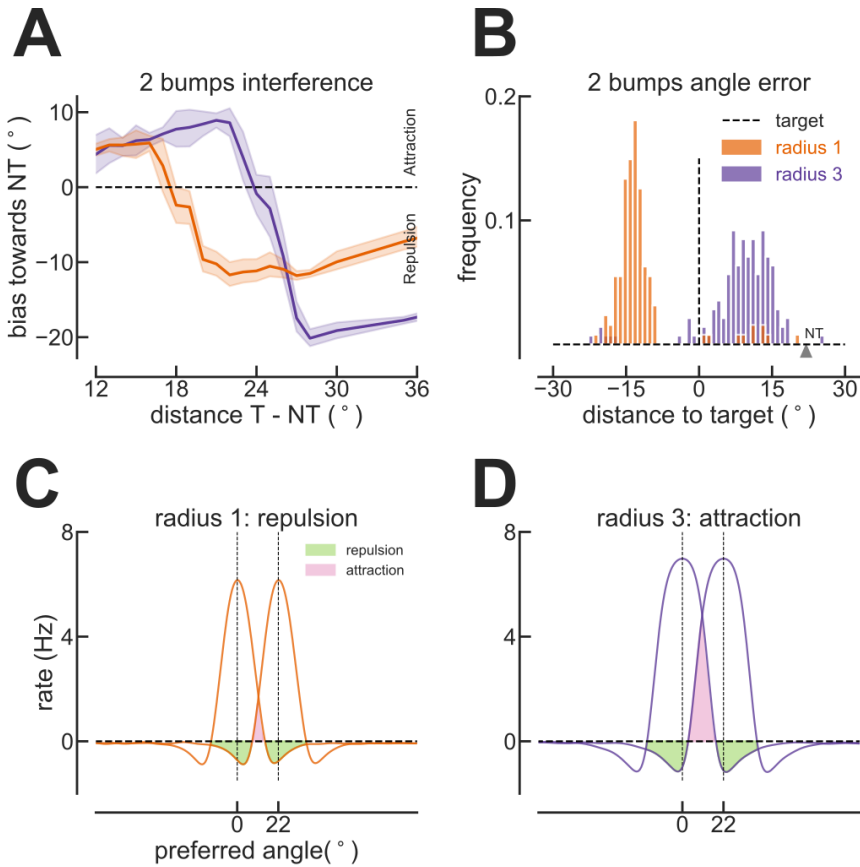 A
2 bumps interference
10
0
−10
−20
bias towards NT (°)
Attraction
Repulsion
12 18 24 30 36
distance T - NT (°)
B
2 bumps angle error
0.2
0.1
frequency
target
radius 1
radius 3
NT
−30 −15 0 15 30
distance to target (°)
C
radius 1: repulsion
8
4
0
rate (Hz)
repulsion
attraction
0 22
preferred angle(°)
D
radius 3: attraction
8
4
0
0 22